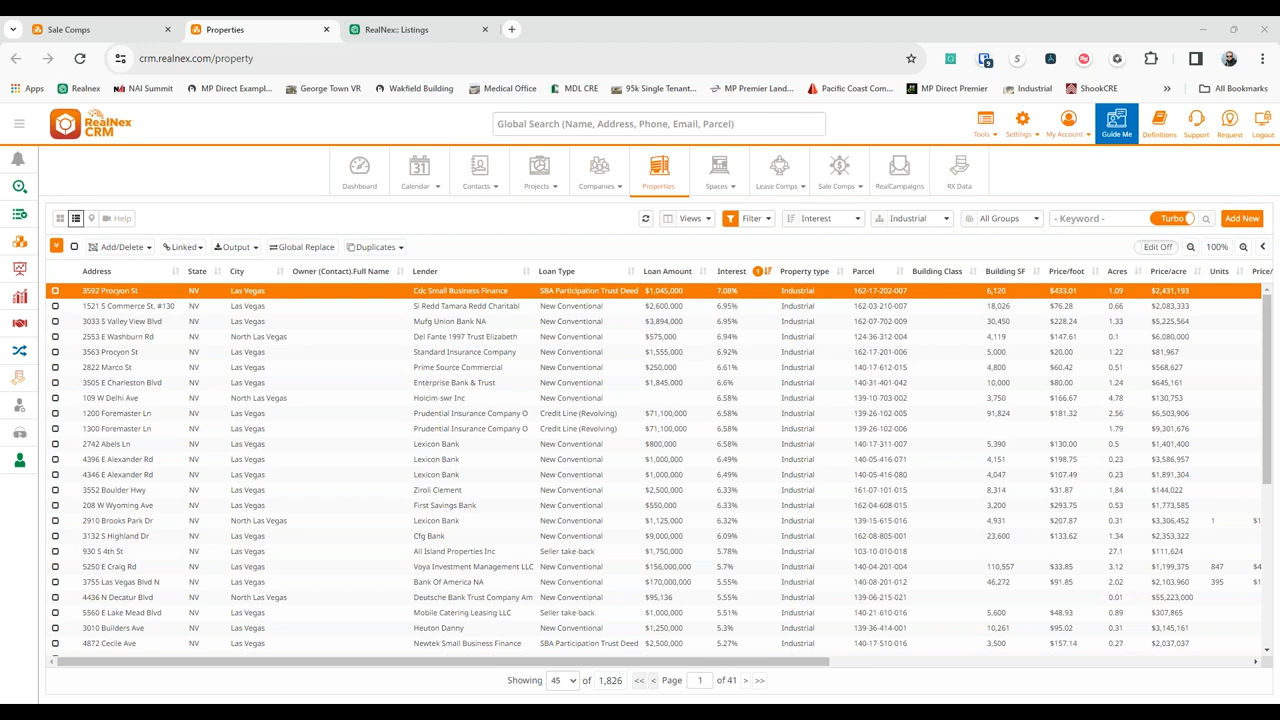 Sale Comps
Properties
RealNex:: Listings
crm.realnex.com/property
9
Apps
Realnex
NAI Summit
MP Direct Exampl...
George Town VR
Wakfield Building
Medical Office
MDL CRE
95k Single Tenant...
MP Premier Land...
Pacific Coast Com...
MP Direct Premier
Industrial
ShookCRE
»
All Bookmarks
RealNex
CRM
Global Search (Name, Address, Phone, Email, Parcel)
Tools
Settings
My Account
Guide Me
Definitions
Support
Request
Logout
31
Dashboard
Calendar
Contacts
Projects
Companies
Properties
Spaces
Lease Comps
Sale Comps
RealCampaigns
RX Data
Help
Views
Filter
Interest
Industrial
All Groups
- Keyword -
Turbo
Add New
Add/Delete
Linked
Output
Global Replace
Duplicates
Edit Off
100%
Address State City Owner (Contact).Full Name Lender Loan Type Loan Amount Interest 1 Property type Parcel Building Class Building SF Price/foot Acres Price/acre Units Price/
3592 Procyon St NV Las Vegas Cdc Small Business Finance SBA Participation Trust Deed $1,045,000 7.08% Industrial 162-17-202-007 6,120 $433.01 1.09 $2,431,193
1521 S Commerce St, #130 NV Las Vegas Si Redd Tamara Redd Charitabl New Conventional $2,600,000 6.95% Industrial 162-03-210-007 18,026 $76.28 0.66 $2,083,333
3033 S Valley View Blvd NV Las Vegas Mufg Union Bank NA New Conventional $3,894,000 6.95% Industrial 162-07-702-009 30,450 $228.24 1.33 $5,225,564
2553 E Washburn Rd NV North Las Vegas Del Fante 1997 Trust Elizabeth New Conventional $575,000 6.94% Industrial 124-36-312-004 4,119 $147.61 0.1 $6,080,000
3563 Procyon St NV Las Vegas Standard Insurance Company New Conventional $1,555,000 6.92% Industrial 162-17-201-006 5,000 $20.00 1.22 $81,967
2822 Marco St NV Las Vegas Prime Source Commercial New Conventional $250,000 6.61% Industrial 140-17-612-015 4,800 $60.42 0.51 $568,627
3505 E Charleston Blvd NV Las Vegas Enterprise Bank & Trust New Conventional $1,845,000 6.6% Industrial 140-31-401-042 10,000 $80.00 1.24 $645,161
109 W Delhi Ave NV North Las Vegas Holcim-swr Inc New Conventional 6.58% Industrial 139-10-703-002 3,750 $166.67 4.78 $130,753
1200 Foremaster Ln NV Las Vegas Prudential Insurance Company O Credit Line (Revolving) $71,100,000 6.58% Industrial 139-26-102-005 91,824 $181.32 2.56 $6,503,906
1300 Foremaster Ln NV Las Vegas Prudential Insurance Company O Credit Line (Revolving) $71,100,000 6.58% Industrial 139-26-102-006 1.79 $9,301,676
2742 Abels Ln NV Las Vegas Lexicon Bank New Conventional $800,000 6.58% Industrial 140-17-311-007 5,390 $130.00 0.5 $1,401,400
4396 E Alexander Rd NV Las Vegas Lexicon Bank New Conventional $1,000,000 6.49% Industrial 140-05-416-071 4,151 $198.75 0.23 $3,586,957
4346 E Alexander Rd NV Las Vegas Lexicon Bank New Conventional $1,000,000 6.49% Industrial 140-05-416-080 4,047 $107.49 0.23 $1,891,304
3552 Boulder Hwy NV Las Vegas Ziroli Clement New Conventional $2,500,000 6.33% Industrial 161-07-101-015 8,314 $31.87 1.84 $144,022
208 W Wyoming Ave NV Las Vegas First Savings Bank New Conventional $550,000 6.33% Industrial 162-04-608-015 3,200 $293.75 0.53 $1,773,585
2910 Brooks Park Dr NV North Las Vegas Lexicon Bank New Conventional $1,125,000 6.32% Industrial 139-15-615-016 4,931 $207.87 0.31 $3,306,452 1 $1
3132 S Highland Dr NV Las Vegas Cfg Bank New Conventional $9,000,000 6.09% Industrial 162-08-805-001 23,600 $133.62 1.34 $2,353,322
930 S 4th St NV Las Vegas All Island Properties Inc Seller take-back $1,750,000 5.78% Industrial 103-10-010-018 27.1 $111,624
5250 E Craig Rd NV Las Vegas Voya Investment Management LLC New Conventional $156,000,000 5.7% Industrial 140-04-201-004 110,557 $33.85 3.12 $1,199,375 847 $4
3755 Las Vegas Blvd N NV Las Vegas Bank Of America NA New Conventional $170,000,000 5.55% Industrial 140-08-201-012 46,272 $91.85 2.02 $2,103,960 395 $1
4436 N Decatur Blvd NV North Las Vegas Deutsche Bank Trust Company Am New Conventional $95,136 5.55% Industrial 139-06-215-021 0.01 $55,223,000
5560 E Lake Mead Blvd NV Las Vegas Mobile Catering Leasing LLC Seller take-back $1,000,000 5.51% Industrial 140-21-610-016 5,600 $48.93 0.89 $307,865
3010 Builders Ave NV Las Vegas Heuton Danny New Conventional $1,250,000 5.3% Industrial 139-36-414-001 10,261 $95.02 0.31 $3,145,161
4872 Cecile Ave NV Las Vegas Newtek Small Business Finance SBA Participation Trust Deed $1,000,000 5.27% Industrial 140-17-510-016 3,500 $157.14 0.27 $2,037,037
Showing 45 of 1,826 << < Page 1 of 41 > >>